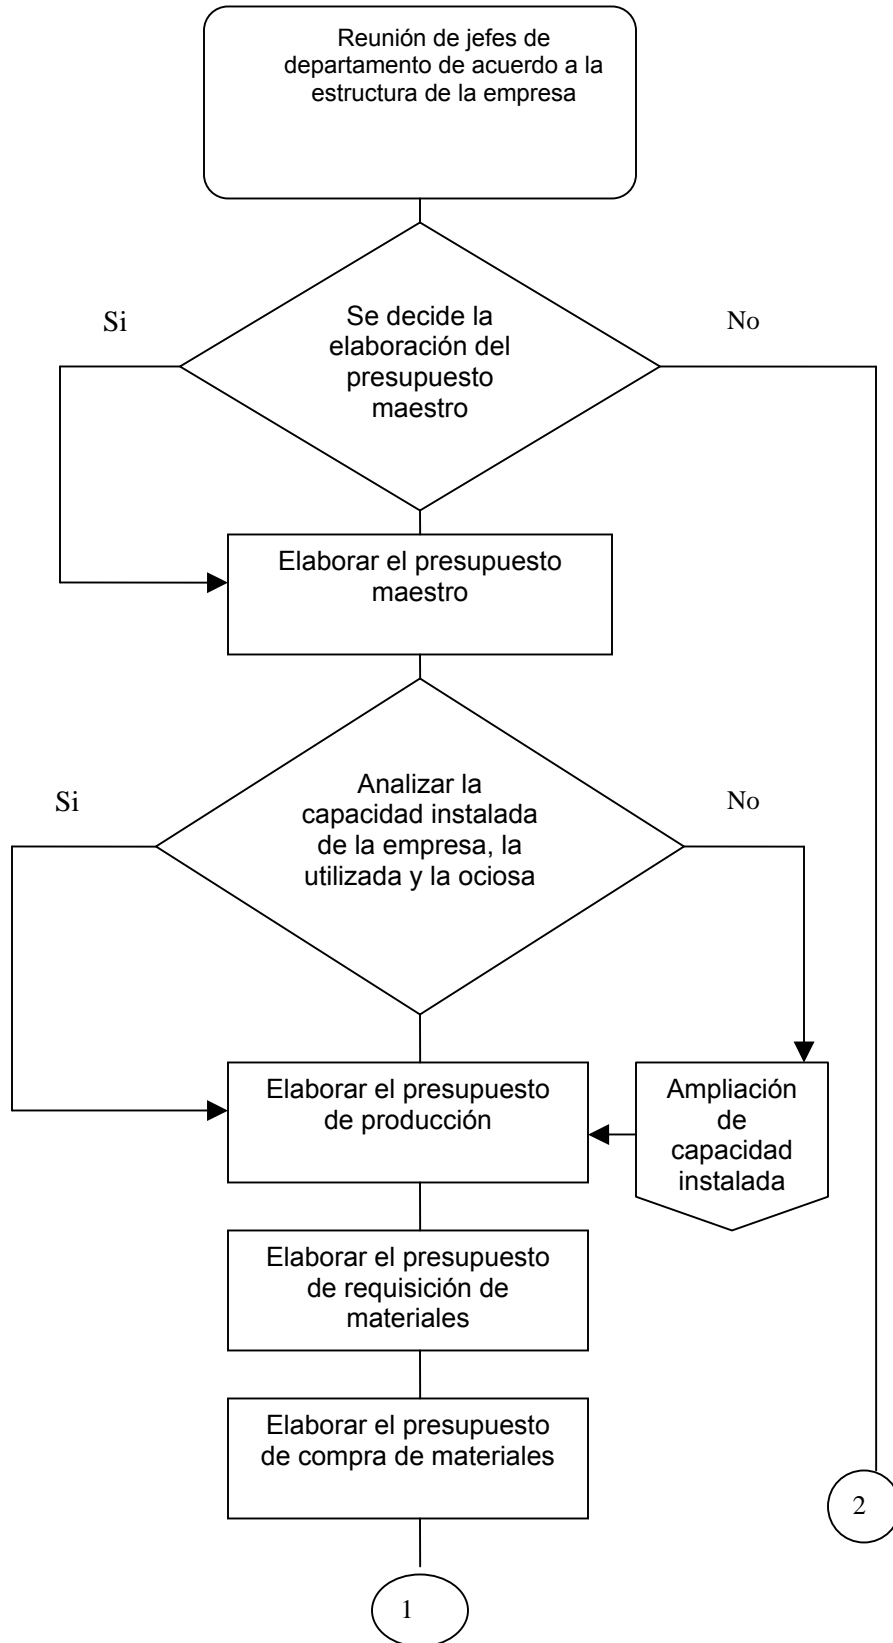 Reunión de jefes de
departamento de acuerdo a la
estructura de la empresa
Si
No
Se decide la
elaboración del
presupuesto
maestro
Elaborar el presupuesto
maestro
Si
No
Analizar la
capacidad instalada
de la empresa, la
utilizada y la ociosa
Elaborar el presupuesto
de producción
Ampliación
de
capacidad
instalada
Elaborar el presupuesto
de requisición de
materiales
Elaborar el presupuesto
de compra de materiales
2
1